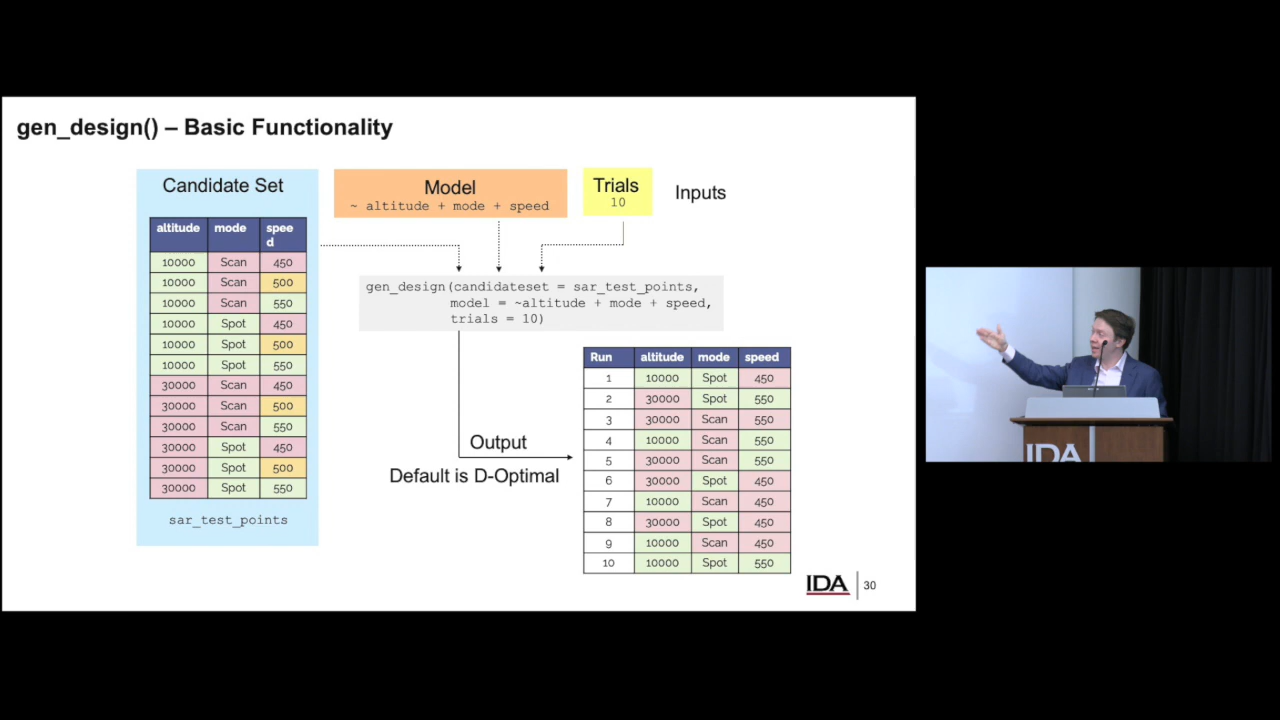 gen_design() – Basic Functionality
Candidate Set
altitude mode spee
d
10000 Scan 450
10000 Scan 500
10000 Scan 550
10000 Spot 450
10000 Spot 500
10000 Spot 550
30000 Scan 450
30000 Scan 500
30000 Scan 550
30000 Spot 450
30000 Spot 500
30000 Spot 550
sar_test_points
Model
~ altitude + mode + speed
Trials
10
Inputs
gen_design(candidateset = sar_test_points,
model = ~altitude + mode + speed,
trials = 10)
Output
Default is D-Optimal
Run altitude mode speed
1 10000 Spot 450
2 30000 Spot 550
3 30000 Scan 550
4 10000 Scan 550
5 30000 Scan 550
6 30000 Spot 450
7 10000 Scan 450
8 30000 Spot 450
9 10000 Scan 450
10 10000 Spot 550
IDA 30
IDA